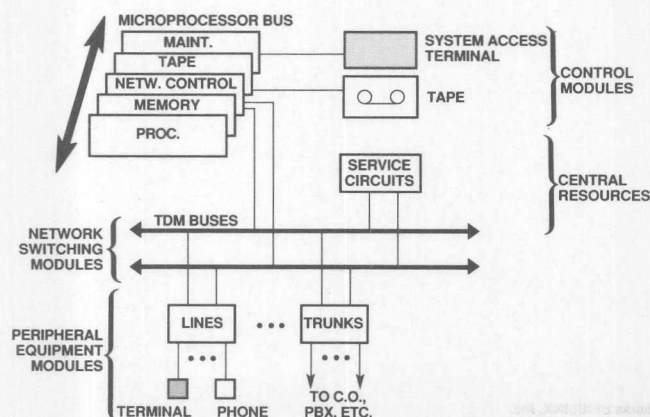 MICROPROCESSOR BUS
MAINT.
TAPE
NETW. CONTROL
MEMORY
PROC.
SYSTEM ACCESS
TERMINAL
TAPE
CONTROL
MODULES
SERVICE
CIRCUITS
CENTRAL
RESOURCES
TDM BUSES
NETWORK
SWITCHING
MODULES
LINES
TRUNKS
PERIPHERAL
EQUIPMENT
MODULES
TERMINAL
PHONE
TO C.O.,
PBX, ETC.